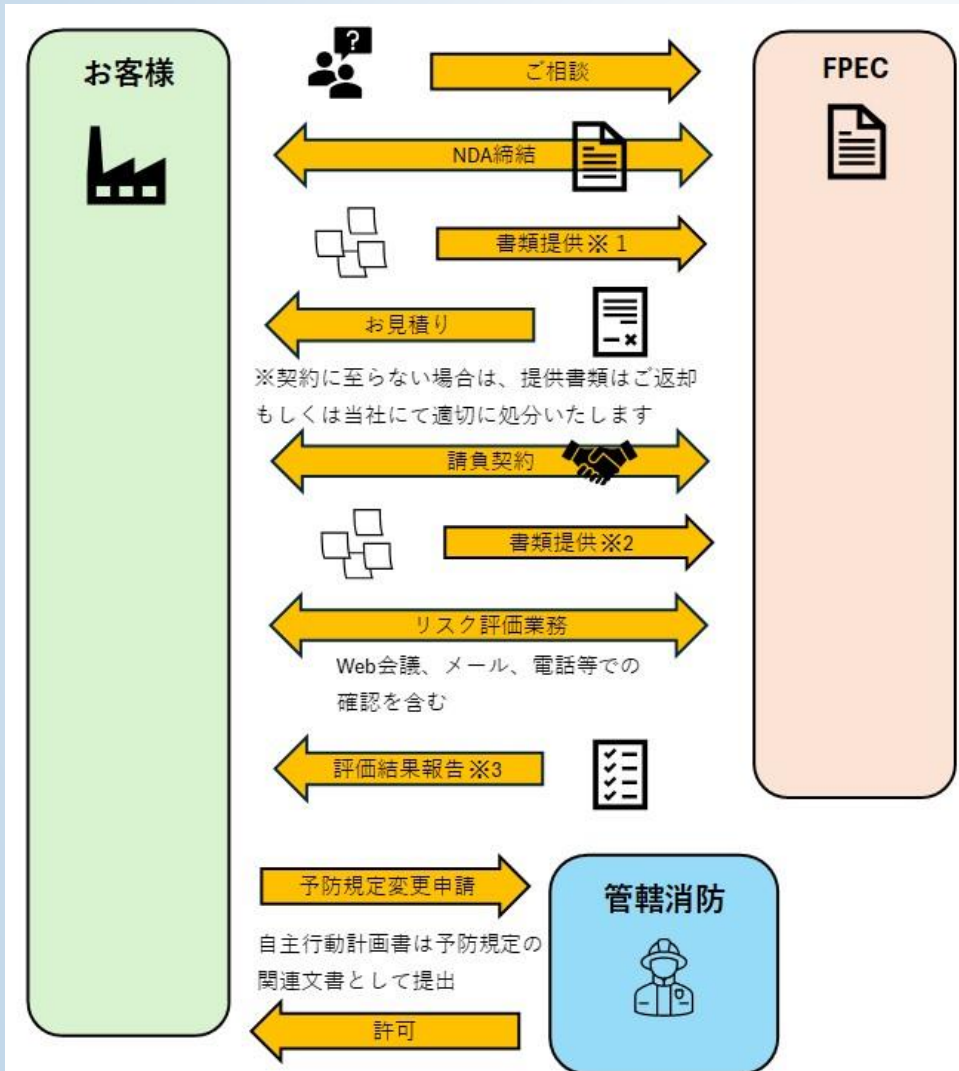 お客様
FPEC
?
ご相談
NDA締結
書類提供※1
お見積り
※契約に至らない場合は、提供書類はご返却
もしくは当社にて適切に処分いたします
請負契約
書類提供※2
リスク評価業務
Web会議、メール、電話等での
確認を含む
評価結果報告※3
予防規定変更申請
管轄消防
自主行動計画書は予防規定の
関連文書として提出
許可